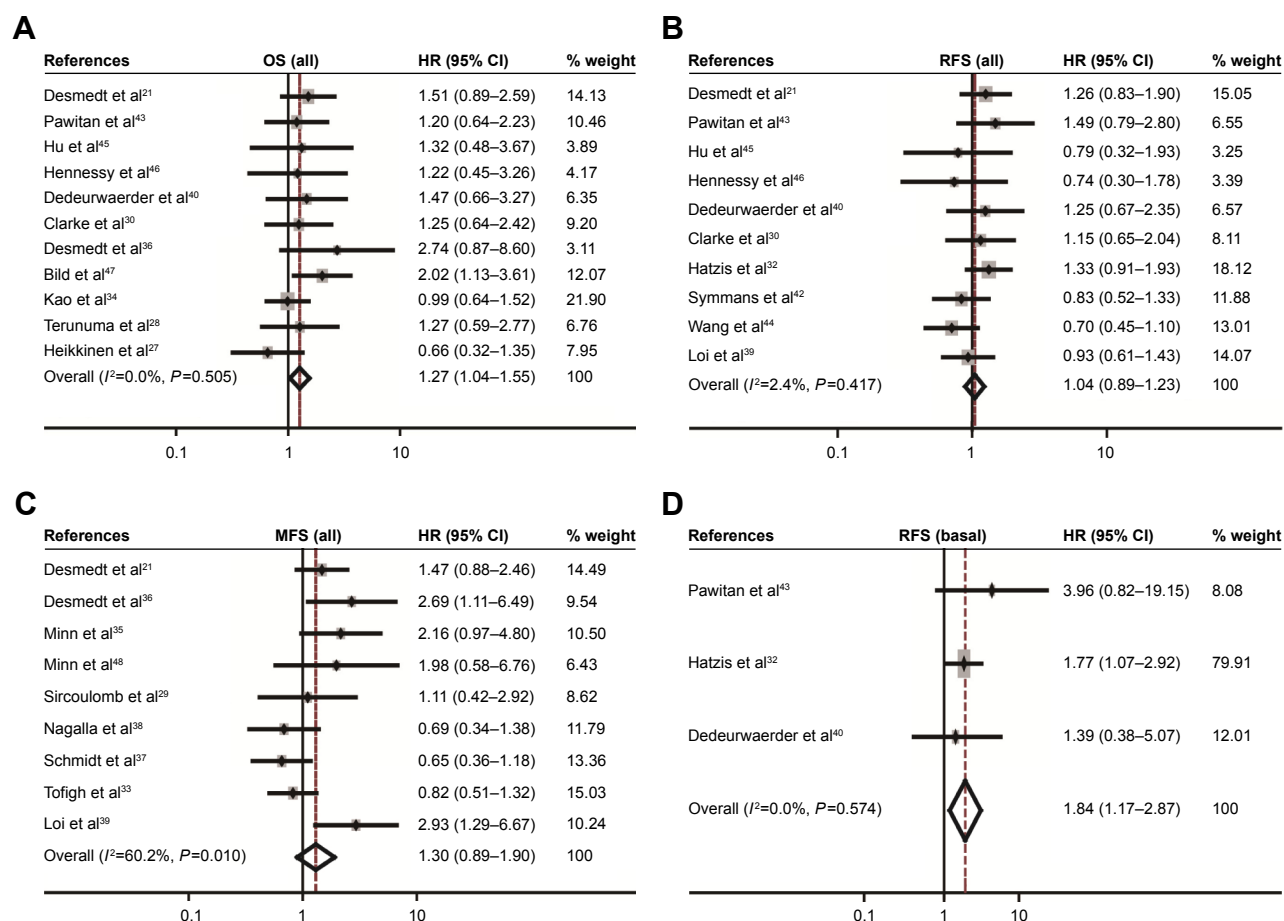 A
References OS (all) HR (95% CI) % weight
Desmedt et al²¹ 1.51 (0.89–2.59) 14.13
Pawitan et al⁴³ 1.20 (0.64–2.23) 10.46
Hu et al⁴⁵ 1.32 (0.48–3.67) 3.89
Hennessy et al⁴⁶ 1.22 (0.45–3.26) 4.17
Dedeurwaerder et al⁴⁰ 1.47 (0.66–3.27) 6.35
Clarke et al³⁰ 1.25 (0.64–2.42) 9.20
Desmedt et al³⁶ 2.74 (0.87–8.60) 3.11
Bild et al⁴⁷ 2.02 (1.13–3.61) 12.07
Kao et al³⁴ 0.99 (0.64–1.52) 21.90
Terunuma et al²⁸ 1.27 (0.59–2.77) 6.76
Heikkinen et al²⁷ 0.66 (0.32–1.35) 7.95
Overall (I²=0.0%, P=0.505) 1.27 (1.04–1.55) 100
0.1 1 10
B
References RFS (all) HR (95% CI) % weight
Desmedt et al²¹ 1.26 (0.83–1.90) 15.05
Pawitan et al⁴³ 1.49 (0.79–2.80) 6.55
Hu et al⁴⁵ 0.79 (0.32–1.93) 3.25
Hennessy et al⁴⁶ 0.74 (0.30–1.78) 3.39
Dedeurwaerder et al⁴⁰ 1.25 (0.67–2.35) 6.57
Clarke et al³⁰ 1.15 (0.65–2.04) 8.11
Hatzis et al³² 1.33 (0.91–1.93) 18.12
Symmans et al⁴² 0.83 (0.52–1.33) 11.88
Wang et al⁴⁴ 0.70 (0.45–1.10) 13.01
Loi et al³⁹ 0.93 (0.61–1.43) 14.07
Overall (I²=2.4%, P=0.417) 1.04 (0.89–1.23) 100
0.1 1 10
C
References MFS (all) HR (95% CI) % weight
Desmedt et al²¹ 1.47 (0.88–2.46) 14.49
Desmedt et al³⁶ 2.69 (1.11–6.49) 9.54
Minn et al³⁵ 2.16 (0.97–4.80) 10.50
Minn et al⁴⁸ 1.98 (0.58–6.76) 6.43
Sircoulomb et al²⁹ 1.11 (0.42–2.92) 8.62
Nagalla et al³⁸ 0.69 (0.34–1.38) 11.79
Schmidt et al³⁷ 0.65 (0.36–1.18) 13.36
Tofigh et al³³ 0.82 (0.51–1.32) 15.03
Loi et al³⁹ 2.93 (1.29–6.67) 10.24
Overall (I²=60.2%, P=0.010) 1.30 (0.89–1.90) 100
0.1 1 10
D
References RFS (basal) HR (95% CI) % weight
Pawitan et al⁴³ 3.96 (0.82–19.15) 8.08
Hatzis et al³² 1.77 (1.07–2.92) 79.91
Dedeurwaerder et al⁴⁰ 1.39 (0.38–5.07) 12.01
Overall (I²=0.0%, P=0.574) 1.84 (1.17–2.87) 100
0.1 1 10